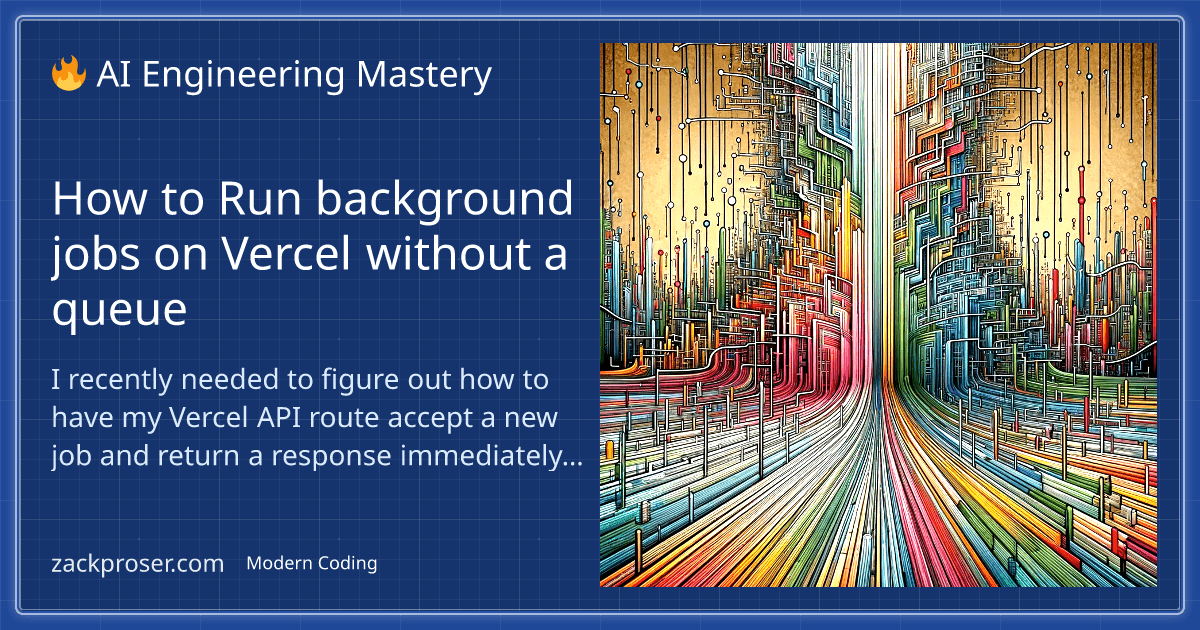 🔥 AI Engineering Mastery
How to Run background
jobs on Vercel without a
queue
I recently needed to figure out how to
have my Vercel API route accept a new
job and return a response immediately...
zackproser.com Modern Coding